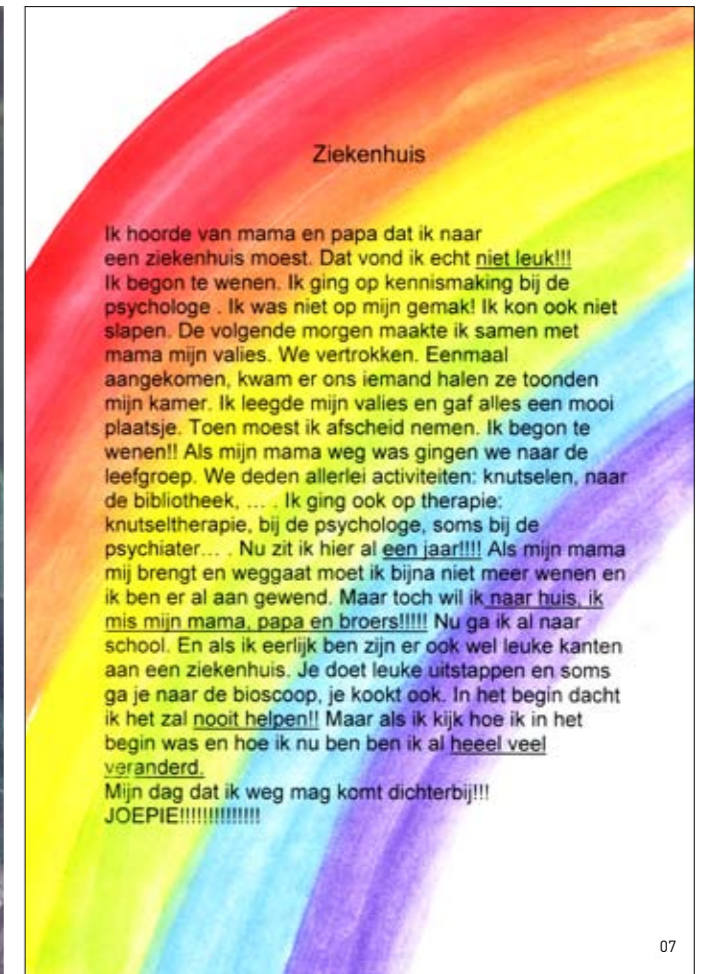 Ziekenhuis
Ik hoorde van mama en papa dat ik naar
een ziekenhuis moest. Dat vond ik echt niet leuk!!!
Ik begon te wenen. Ik ging op kennismaking bij de
psychologe . Ik was niet op mijn gemak! Ik kon ook niet
slapen. De volgende morgen maakte ik samen met
mama mijn valies. We vertrokken. Eenmaal
aangekomen, kwam er ons iemand halen ze toonden
mijn kamer. Ik leegde mijn valies en gaf alles een mooi
plaatsje. Toen moest ik afscheid nemen. Ik begon te
wenen!! Als mijn mama weg was gingen we naar de
leefgroep. We deden allerlei activiteiten: knutselen, naar
de bibliotheek, ... . Ik ging ook op therapie:
knutseltherapie, bij de psychologe, soms bij de
psychiater... . Nu zit ik hier al een jaar!!!! Als mijn mama
mij brengt en weggaat moet ik bijna niet meer wenen en
ik ben er al aan gewend. Maar toch wil ik naar huis, ik
mis mijn mama, papa en broers!!!!! Nu ga ik al naar
school. En als ik eerlijk ben zijn er ook wel leuke kanten
aan een ziekenhuis. Je doet leuke uitstappen en soms
ga je naar de bioscoop, je kookt ook. In het begin dacht
ik het zal nooit helpen!! Maar als ik kijk hoe ik in het
begin was en hoe ik nu ben ben ik al heeel veel
veranderd.
Mijn dag dat ik weg mag komt dichterbij!!!
JOEPIE!!!!!!!!!!!!!!
07